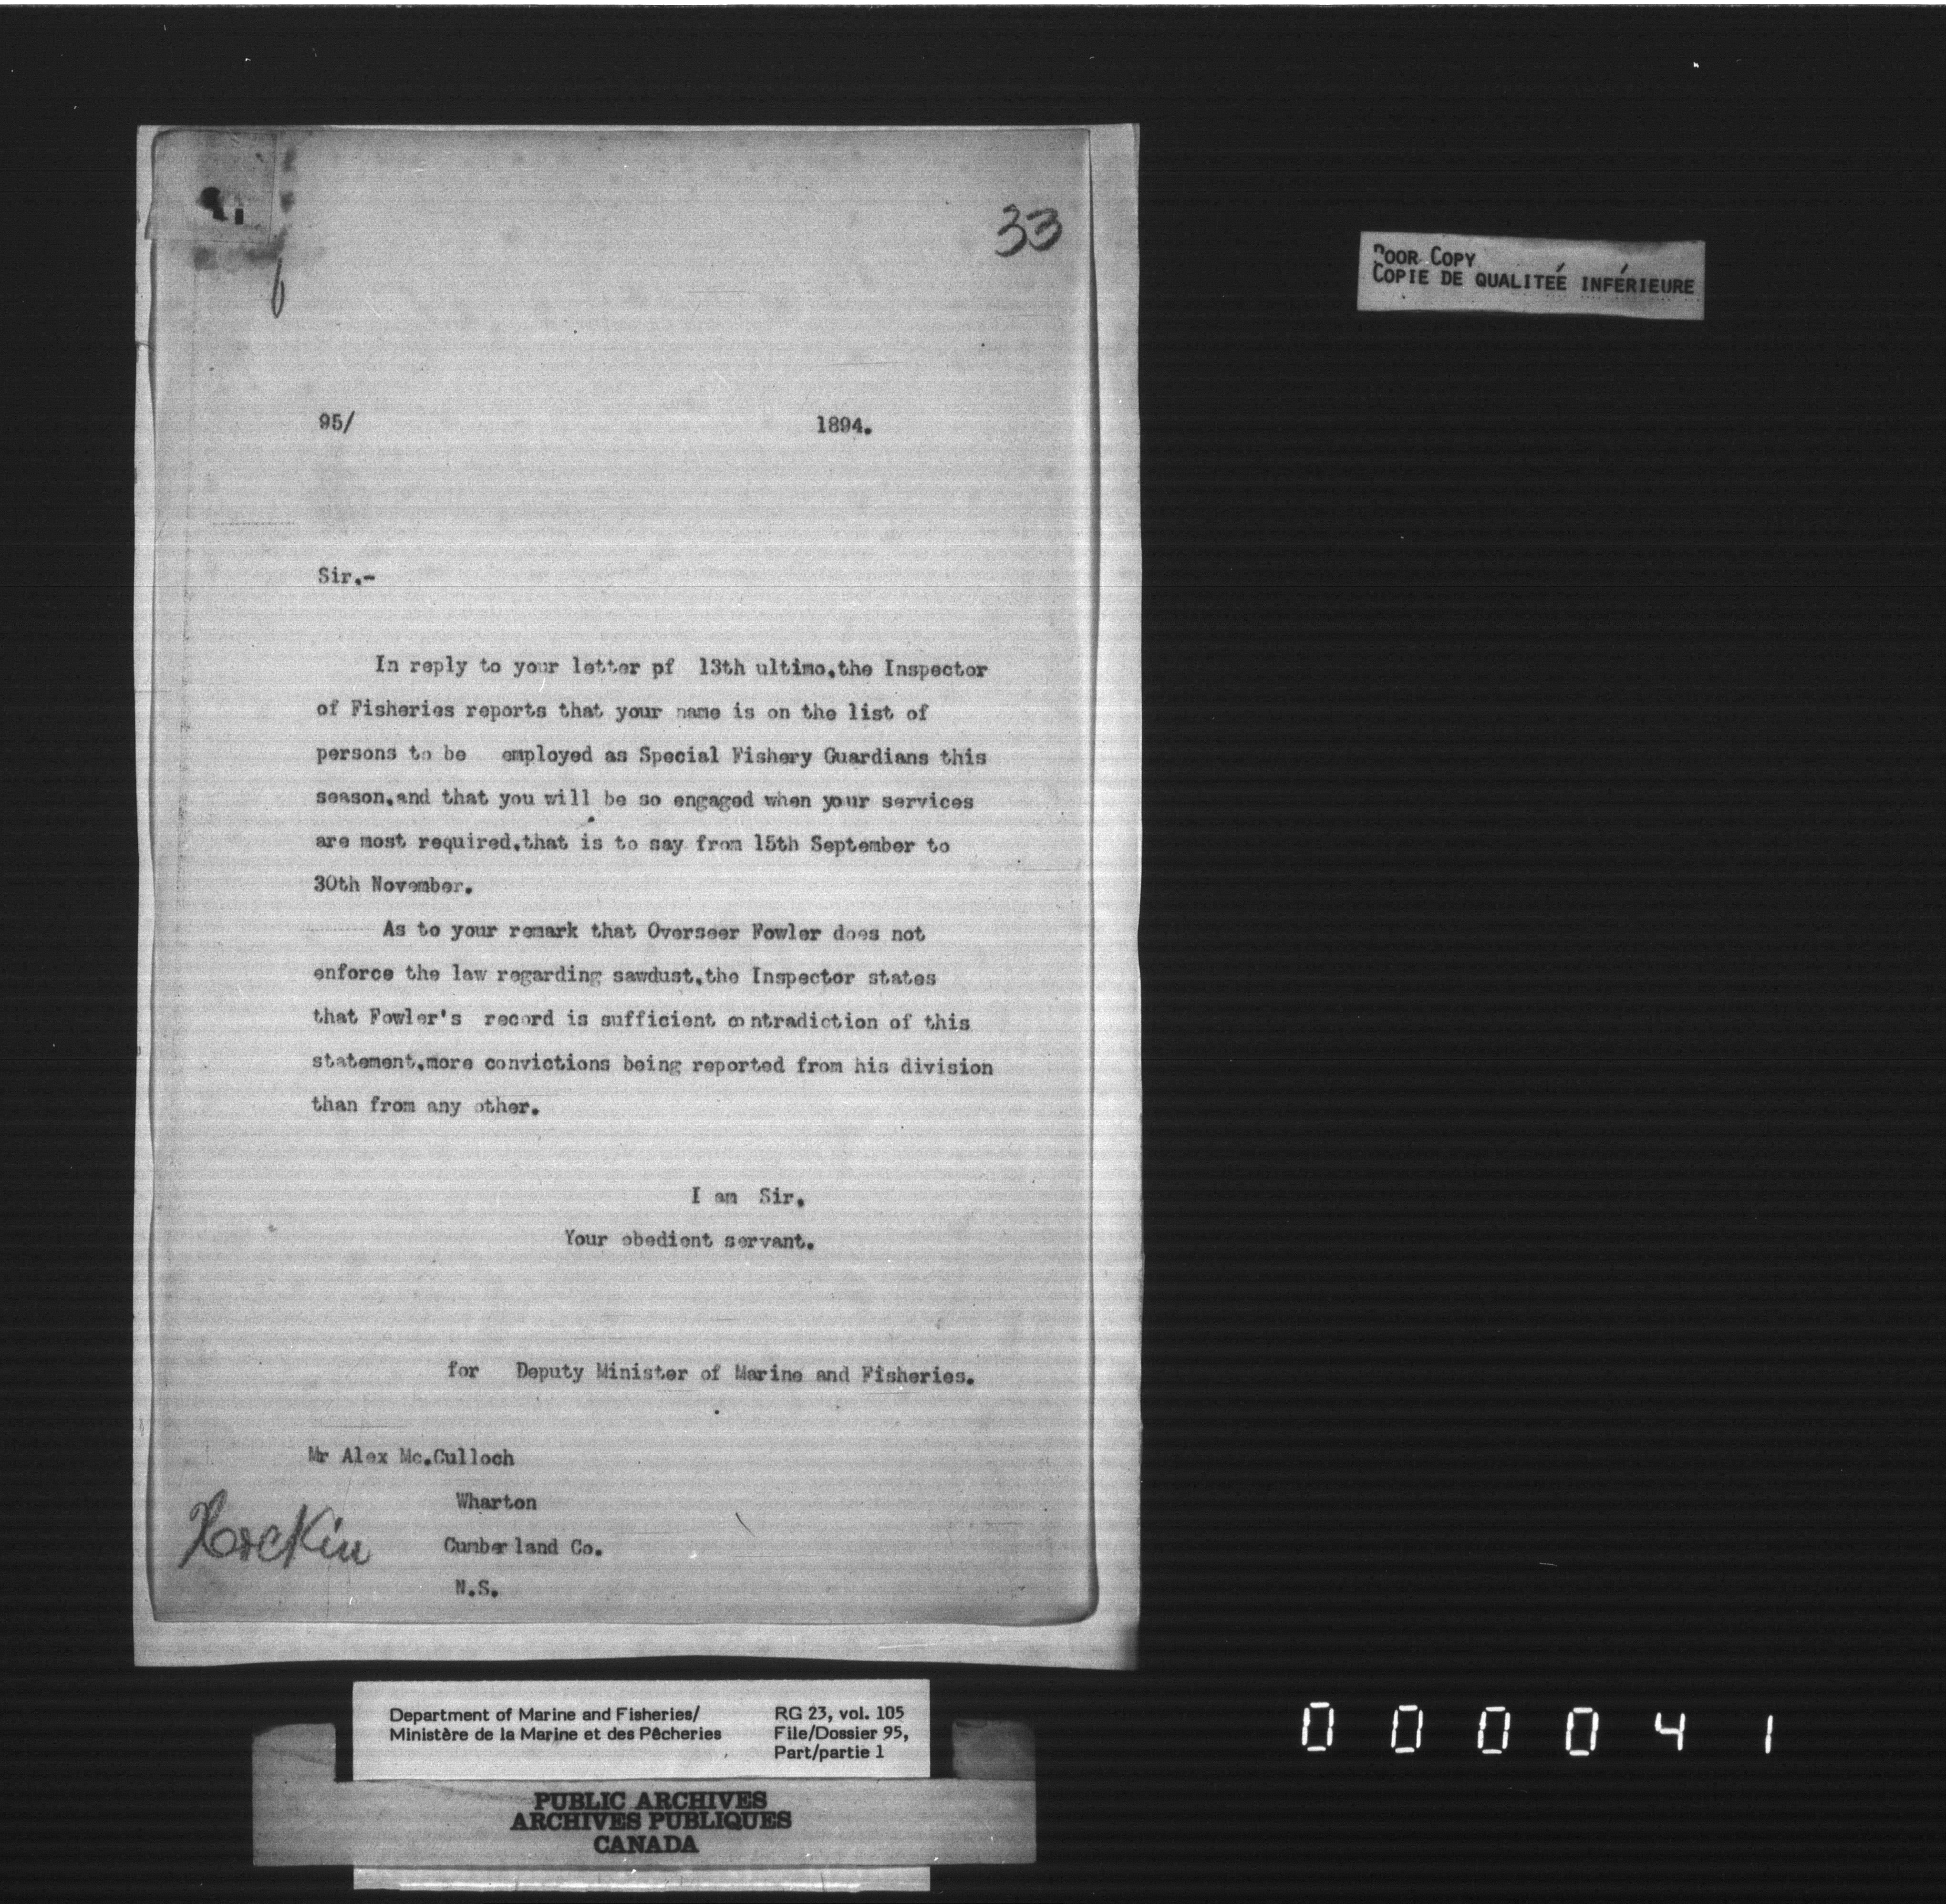 33
POOR COPY
COPIE DE QUALITEÉ INFÉRIEURE
95/ 1894.
Sir.-
In reply to your letter pf 13th ultimo.the Inspector
of Fisheries reports that your name is on the list of
persons to be employed as Special Fishery Guardians this
season.and that you will be so engaged when your services
are most required.that is to say from 15th September to
30th November.
As to your remark that Overseer Fowler does not
enforce the law regarding sawdust.the Inspector states
that Fowler's record is sufficient contradiction of this
statement.more convictions being reported from his division
than from any other.
I am Sir.
Your obedient servant.
for Deputy Minister of Marine and Fisheries.
Mr Alex Mc.Culloch
Wharton
Cumberland Co.
N.S.
Hockin
Department of Marine and Fisheries/
Ministère de la Marine et des Pêcheries
RG 23, vol. 105
File/Dossier 95,
Part/partie 1
PUBLIC ARCHIVES
ARCHIVES PUBLIQUES
CANADA
000041